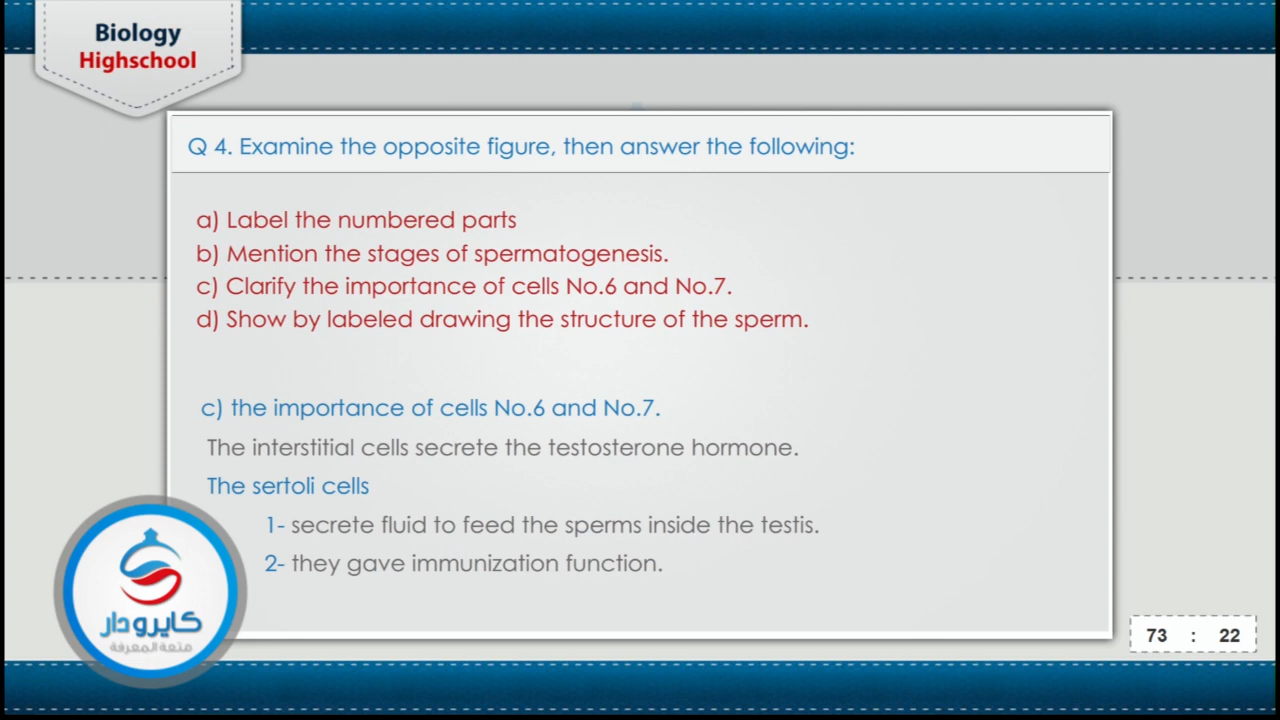 Biology
Highschool
Q 4. Examine the opposite figure, then answer the following:
a) Label the numbered parts
b) Mention the stages of spermatogenesis.
c) Clarify the importance of cells No.6 and No.7.
d) Show by labeled drawing the structure of the sperm.
c) the importance of cells No.6 and No.7.
The interstitial cells secrete the testosterone hormone.
The sertoli cells
1- secrete fluid to feed the sperms inside the testis.
2- they gave immunization function.
كايرودار
متعة المعرفة
73 : 22